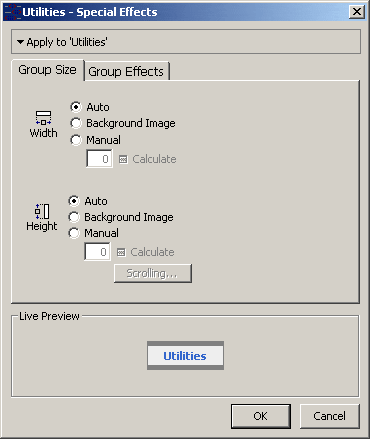 Utilities - Special Effects
Apply to 'Utilities'
Group Size Group Effects
Width
Auto
Background Image
Manual
0 Calculate
Height
Auto
Background Image
Manual
0 Calculate
Scrolling...
Live Preview
Utilities
OK Cancel